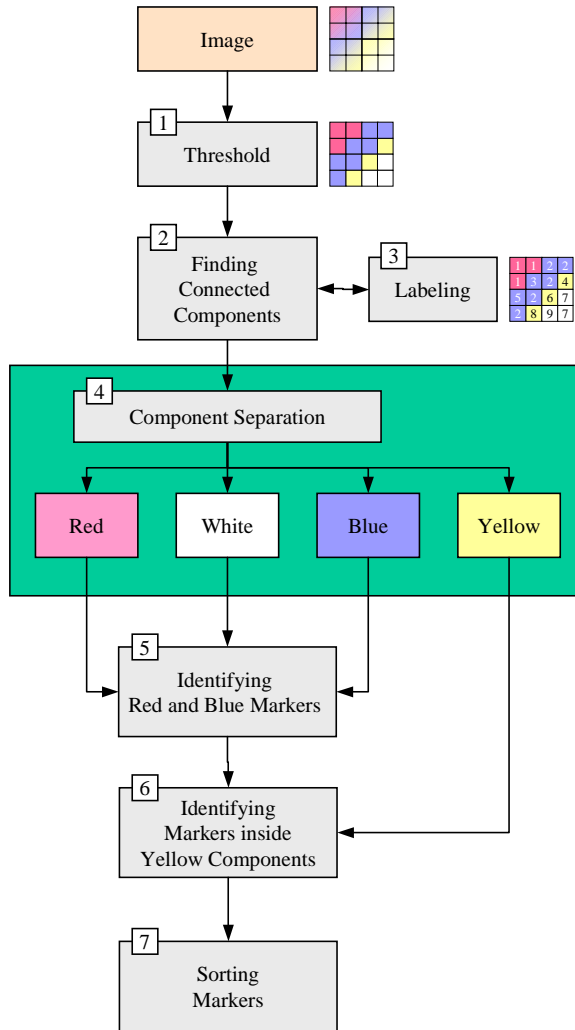 Image
1
Threshold
2
Finding
Connected
Components
3
Labeling
1 1 2 2
1 3 2 4
5 2 6 7
2 8 9 7
4
Component Separation
Red
White
Blue
Yellow
5
Identifying
Red and Blue Markers
6
Identifying
Markers inside
Yellow Components
7
Sorting
Markers